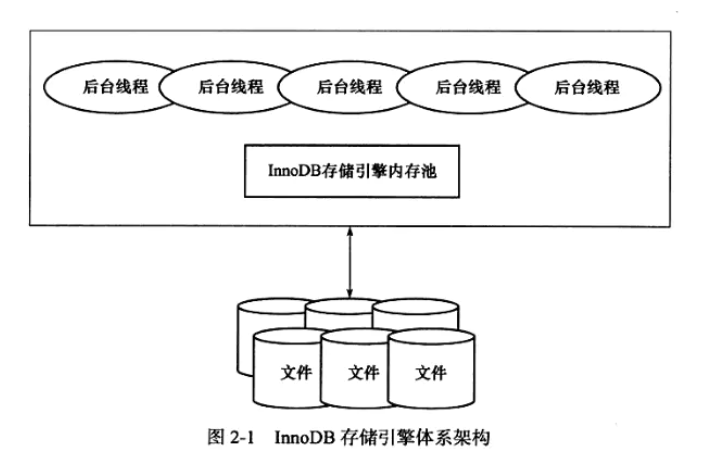 后台线程 后台线程 后台线程 后台线程 后台线程
InnoDB存储引擎内存池
文件 文件 文件
图 2-1 InnoDB 存储引擎体系架构